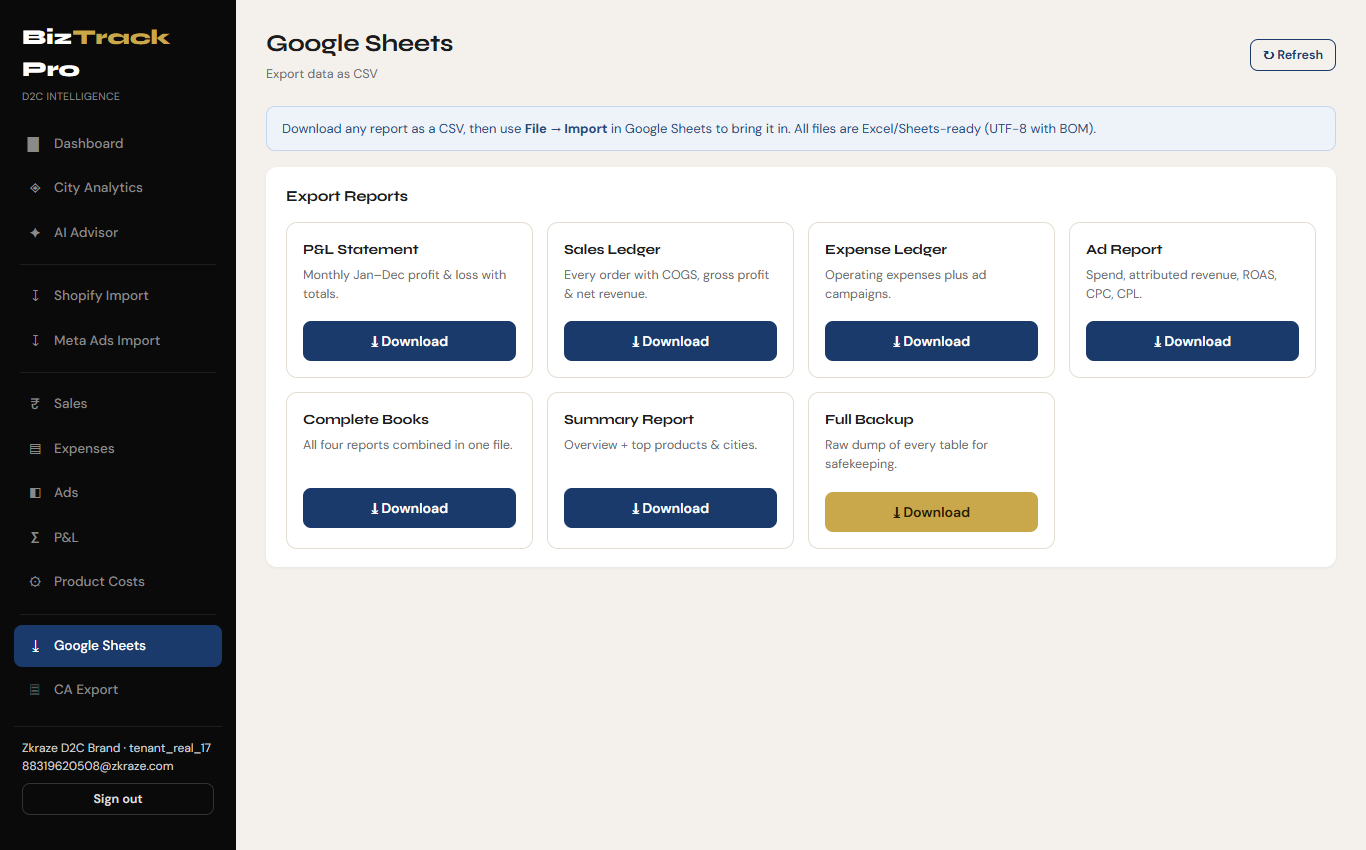 BizTrack
Pro
D2C INTELLIGENCE
Dashboard
City Analytics
AI Advisor
Shopify Import
Meta Ads Import
Sales
Expenses
Ads
Σ P&L
Product Costs
⤓ Google Sheets
CA Export
Zkraze D2C Brand · tenant_real_17
88319620508@zkraze.com
Sign out
Google Sheets
Export data as CSV
↻ Refresh
Download any report as a CSV, then use File → Import in Google Sheets to bring it in. All files are Excel/Sheets-ready (UTF-8 with BOM).
Export Reports
P&L Statement
Monthly Jan–Dec profit & loss with
totals.
⤓ Download
Sales Ledger
Every order with COGS, gross profit
& net revenue.
⤓ Download
Expense Ledger
Operating expenses plus ad
campaigns.
⤓ Download
Ad Report
Spend, attributed revenue, ROAS,
CPC, CPL.
⤓ Download
Complete Books
All four reports combined in one file.
⤓ Download
Summary Report
Overview + top products & cities.
⤓ Download
Full Backup
Raw dump of every table for
safekeeping.
⤓ Download